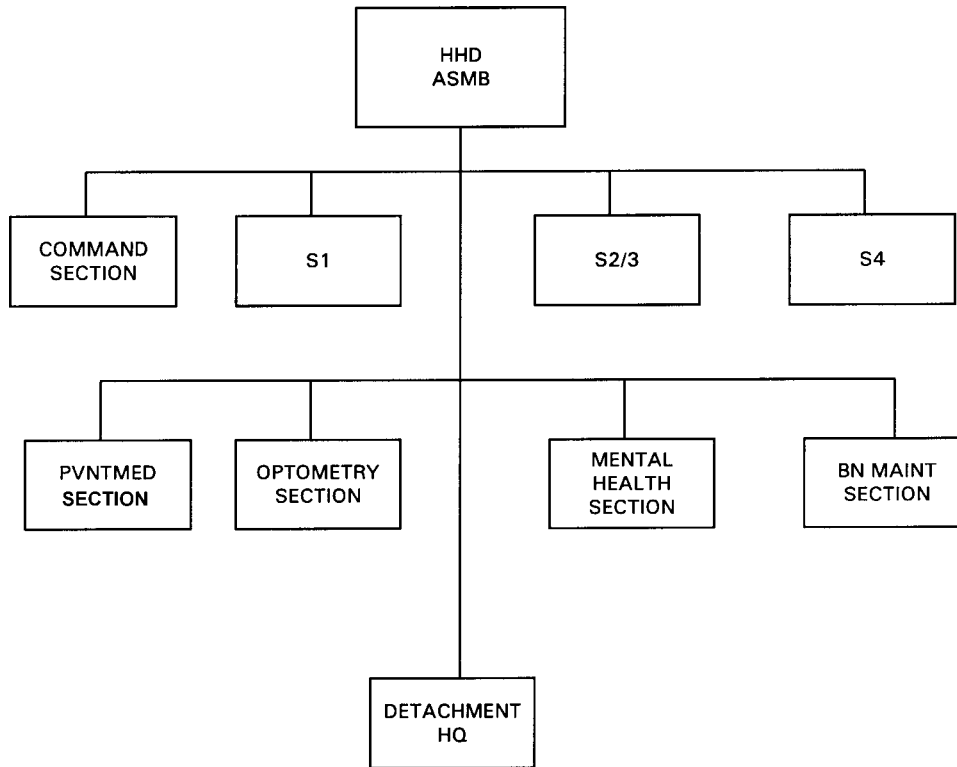 HHD
ASMB
COMMAND
SECTION
S1
S2/3
S4
PVNTMED
SECTION
OPTOMETRY
SECTION
MENTAL
HEALTH
SECTION
BN MAINT
SECTION
DETACHMENT
HQ